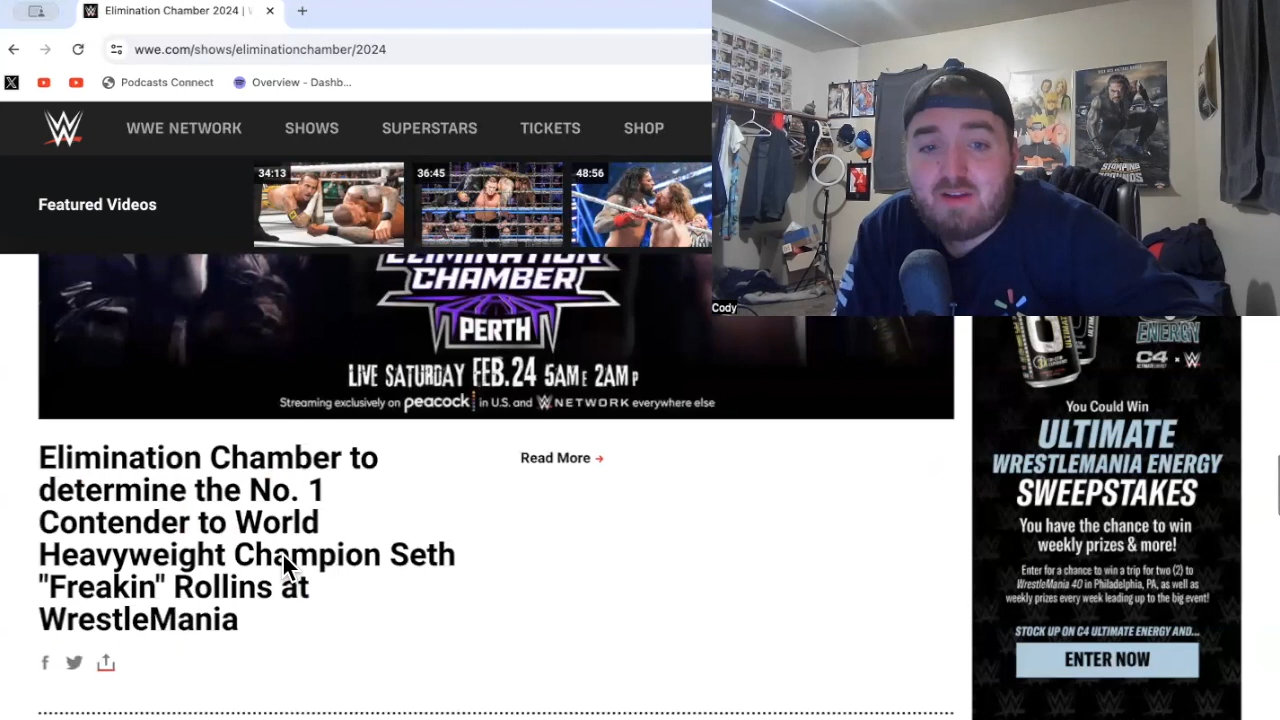 Elimination Chamber 2024 |
wwe.com/shows/eliminationchamber/2024
Podcasts Connect
Overview - Dashb...
WWE NETWORK
SHOWS
SUPERSTARS
TICKETS
SHOP
Featured Videos
34:13
36:45
48:56
Cody
ELIMINATION
CHAMBER
PERTH
LIVE SATURDAY FEB.24 5AM E 2AM P
Streaming exclusively on peacock in U.S. and W NETWORK everywhere else
Elimination Chamber to
determine the No. 1
Contender to World
Heavyweight Champion Seth
"Freakin" Rollins at
WrestleMania
Read More →
ENERGY
C4 × W
You Could Win
ULTIMATE
WRESTLEMANIA ENERGY
SWEEPSTAKES
You have the chance to win
weekly prizes & more!
Enter for a chance to win a trip for two (2) to
WrestleMania 40 in Philadelphia, PA, as well as
weekly prizes every week leading up to the big event!
STOCK UP ON C4 ULTIMATE ENERGY AND...
ENTER NOW